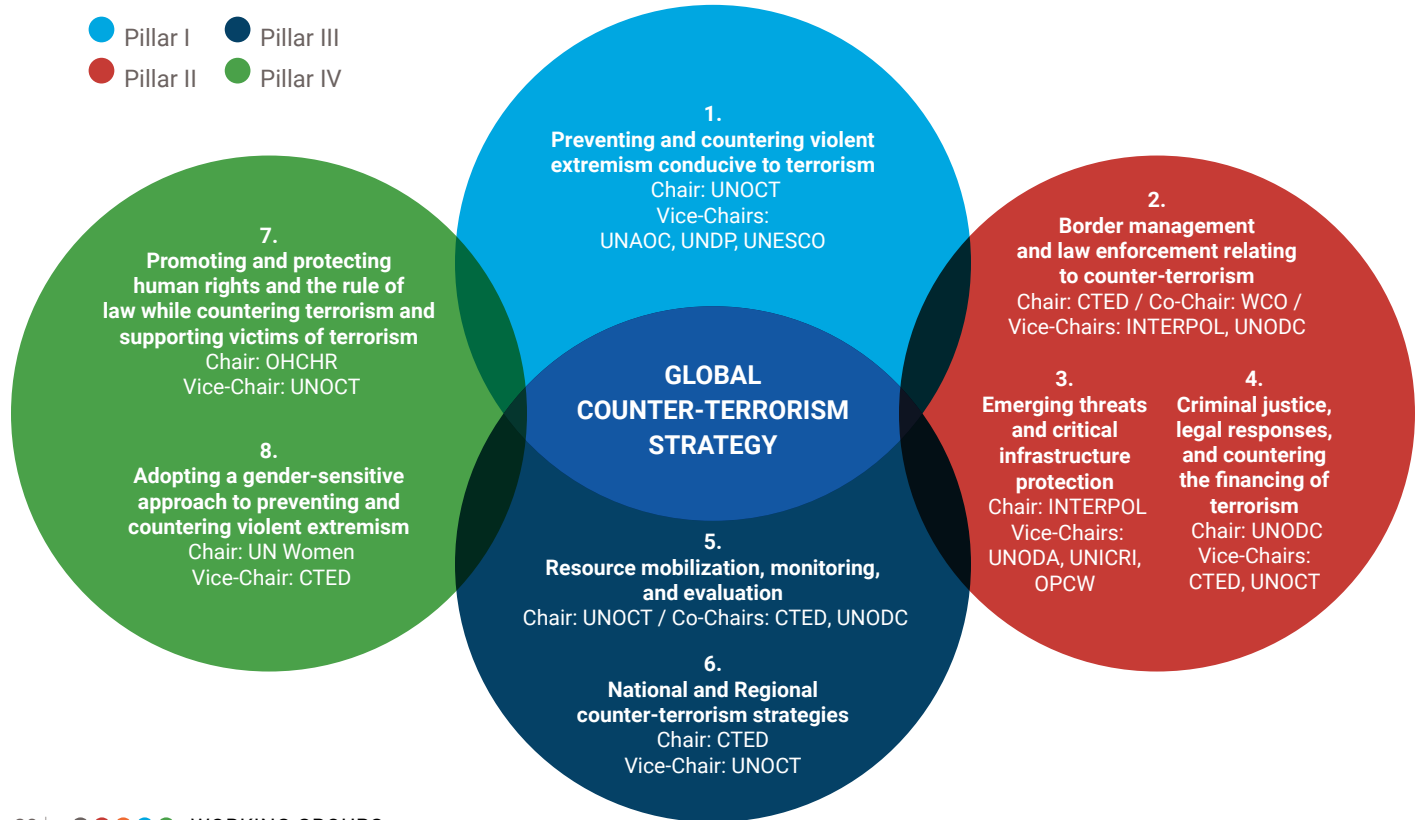 Pillar I
Pillar III
Pillar II
Pillar IV
1.
Preventing and countering violent
extremism conducive to terrorism
Chair: UNOCT
Vice-Chairs:
UNAOC, UNDP, UNESCO
7.
Promoting and protecting
human rights and the rule of
law while countering terrorism and
supporting victims of terrorism
Chair: OHCHR
Vice-Chair: UNOCT
8.
Adopting a gender-sensitive
approach to preventing and
countering violent extremism
Chair: UN Women
Vice-Chair: CTED
GLOBAL
COUNTER-TERRORISM
STRATEGY
2.
Border management
and law enforcement relating
to counter-terrorism
Chair: CTED / Co-Chair: WCO /
Vice-Chairs: INTERPOL, UNODC
3.
Emerging threats
and critical
infrastructure
protection
Chair: INTERPOL
Vice-Chairs:
UNODA, UNICRI,
OPCW
4.
Criminal justice,
legal responses,
and countering
the financing of
terrorism
Chair: UNODC
Vice-Chairs:
CTED, UNOCT
5.
Resource mobilization, monitoring,
and evaluation
Chair: UNOCT / Co-Chairs: CTED, UNODC
6.
National and Regional
counter-terrorism strategies
Chair: CTED
Vice-Chair: UNOCT
WORKING GROUPS